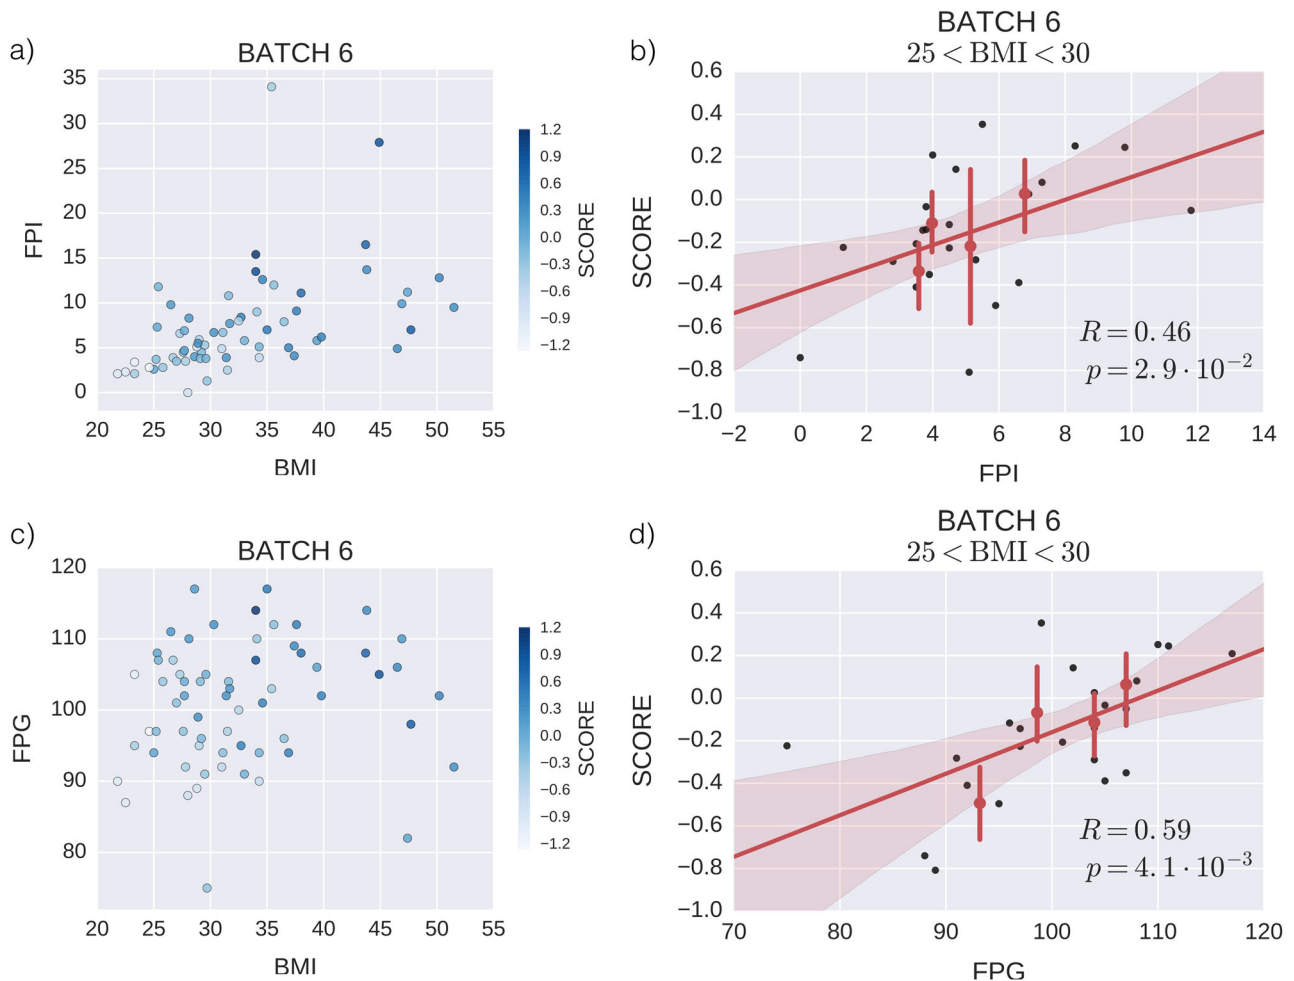 a)
BATCH 6
35
30
25
20
15
10
5
0
FPI
20 25 30 35 40 45 50 55
BMI
1.2
0.9
0.6
0.3
0.0
−0.3
−0.6
−0.9
−1.2
SCORE
b)
BATCH 6
25 < BMI < 30
0.6
0.4
0.2
0.0
−0.2
−0.4
−0.6
−0.8
−1.0
SCORE
R = 0.46
p = 2.9 · 10⁻²
−2 0 2 4 6 8 10 12 14
FPI
c)
BATCH 6
120
110
100
90
80
FPG
20 25 30 35 40 45 50 55
BMI
1.2
0.9
0.6
0.3
0.0
−0.3
−0.6
−0.9
−1.2
SCORE
d)
BATCH 6
25 < BMI < 30
0.6
0.4
0.2
0.0
−0.2
−0.4
−0.6
−0.8
−1.0
SCORE
R = 0.59
p = 4.1 · 10⁻³
70 80 90 100 110 120
FPG